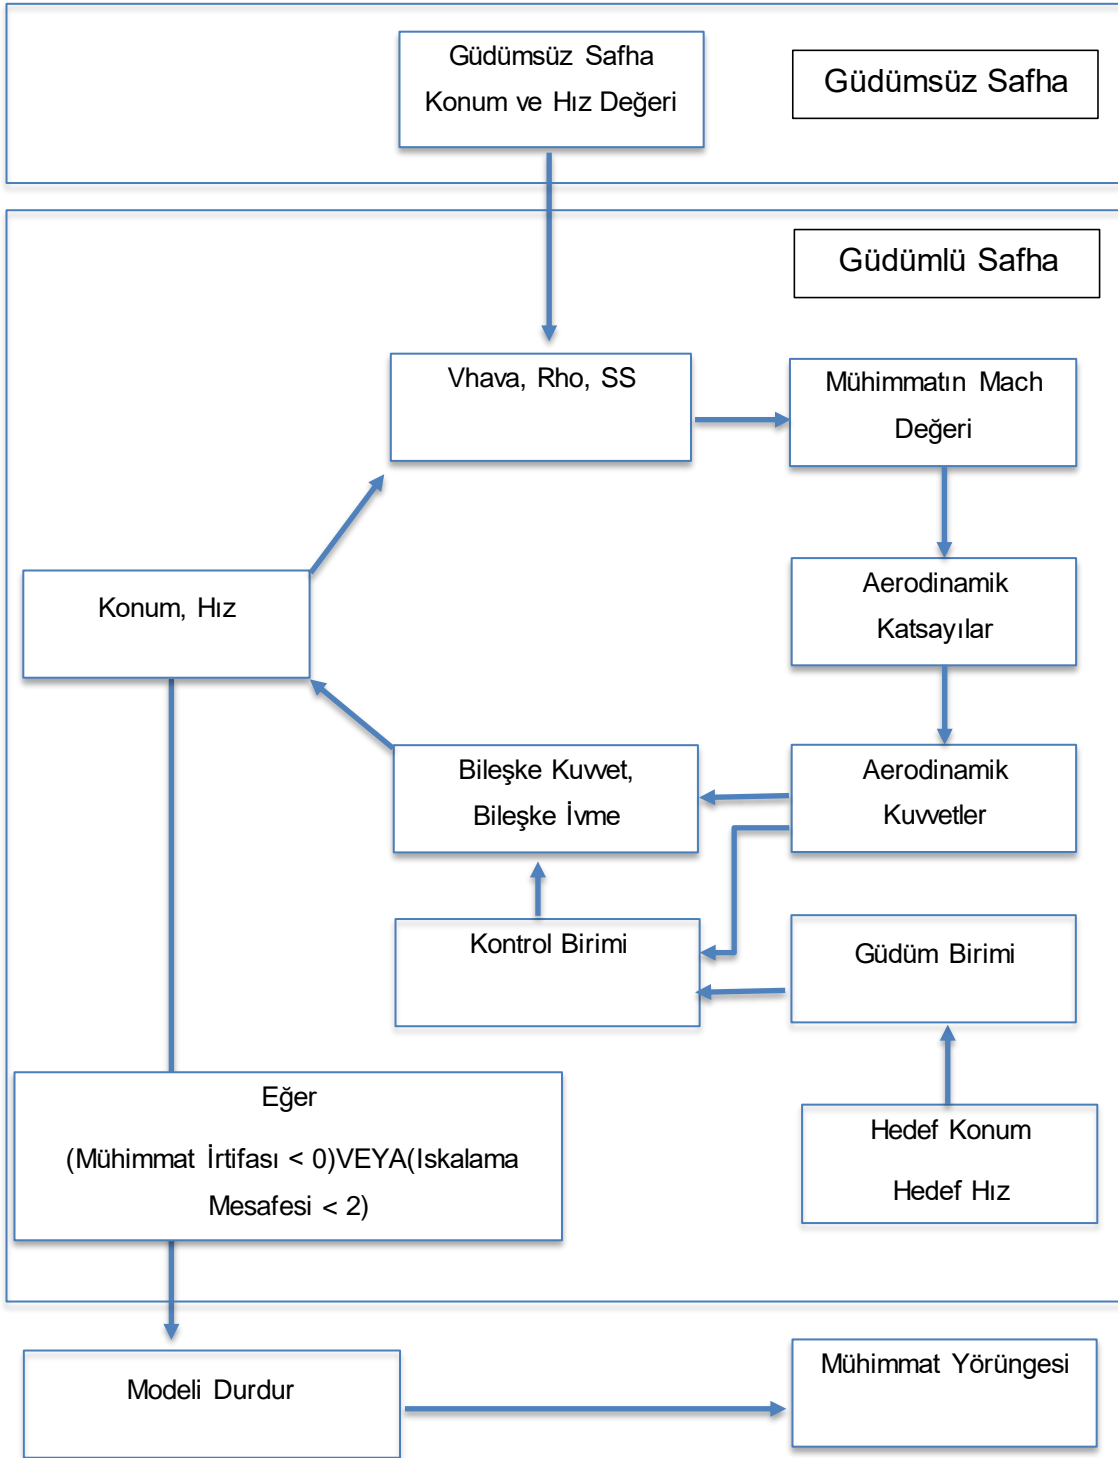 Güdümsüz Safha
Konum ve Hız Değeri
Güdümsüz Safha
Güdümlü Safha
Vhava, Rho, SS
Mühimmatın Mach
Değeri
Konum, Hız
Aerodinamik
Katsayılar
Bileşke Kuvvet,
Bileşke İvme
Aerodinamik
Kuvvetler
Kontrol Birimi
Güdüm Birimi
Eğer
(Mühimmat İrtifası < 0)VEYA(Iskalama
Mesafesi < 2)
Hedef Konum
Hedef Hız
Modeli Durdur
Mühimmat Yörüngesi